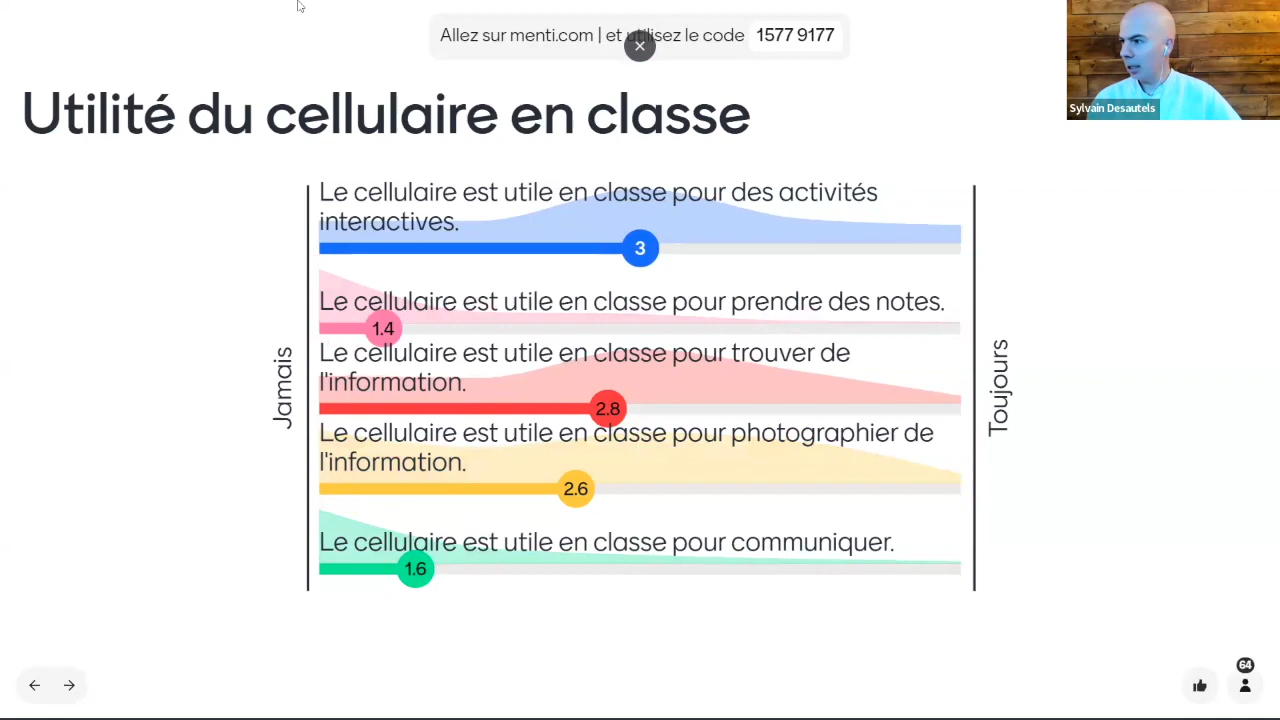 Allez sur menti.com | et utilisez le code 1577 9177
Sylvain Desautels
Utilité du cellulaire en classe
Le cellulaire est utile en classe pour des activités
interactives.
3
Le cellulaire est utile en classe pour prendre des notes.
1.4
Le cellulaire est utile en classe pour trouver de
l'information.
2.8
Le cellulaire est utile en classe pour photographier de
l'information.
2.6
Le cellulaire est utile en classe pour communiquer.
1.6
Jamais
Toujours
64